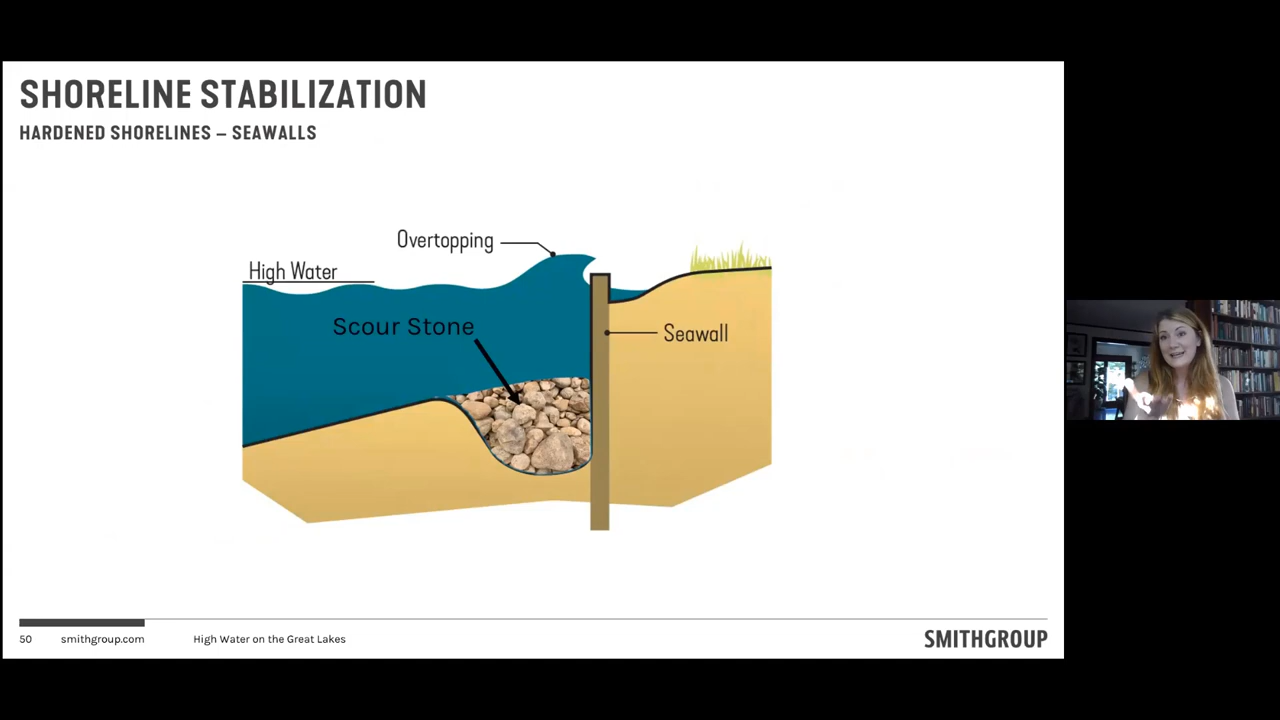 SHORELINE STABILIZATION
HARDENED SHORELINES – SEAWALLS
Overtopping
High Water
Scour Stone
Seawall
50 smithgroup.com High Water on the Great Lakes SMITHGROUP